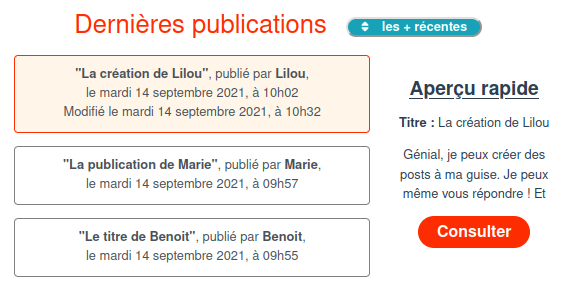 Dernières publications
les + récentes
"La création de Lilou", publié par Lilou,
le mardi 14 septembre 2021, à 10h02
Modifié le mardi 14 septembre 2021, à 10h32
"La publication de Marie", publié par Marie,
le mardi 14 septembre 2021, à 09h57
"Le titre de Benoit", publié par Benoit,
le mardi 14 septembre 2021, à 09h55
Aperçu rapide
Titre : La création de Lilou
Génial, je peux créer des
posts à ma guise. Je peux
même vous répondre ! Et
Consulter